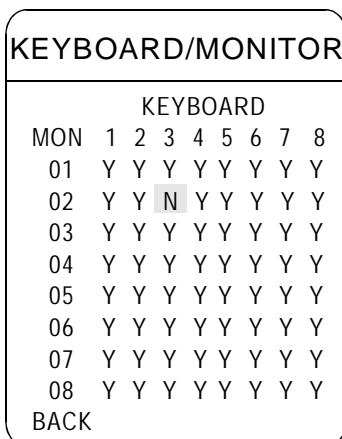 KEYBOARD/MONITOR
KEYBOARD
MON 1 2 3 4 5 6 7 8
01 Y Y Y Y Y Y Y Y
02 Y Y N Y Y Y Y Y
03 Y Y Y Y Y Y Y Y
04 Y Y Y Y Y Y Y Y
05 Y Y Y Y Y Y Y Y
06 Y Y Y Y Y Y Y Y
07 Y Y Y Y Y Y Y Y
08 Y Y Y Y Y Y Y Y
BACK